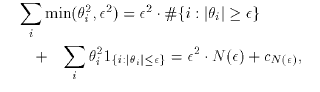 ∑_i min(θ_i^2, ϵ^2) = ϵ^2 · #{i : |θ_i| ≥ ϵ}
+ ∑_i θ_i^2 1_{{i:|θ_i|≤ϵ}} = ϵ^2 · N(ϵ) + c_{N(ϵ)},